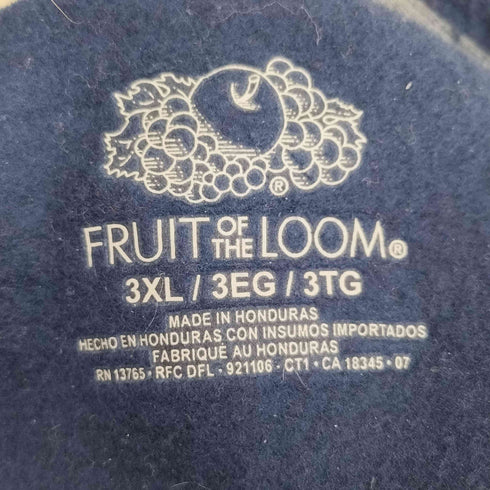 ®
FRUIT OF THE LOOM®
3XL / 3EG / 3TG
MADE IN HONDURAS
HECHO EN HONDURAS CON INSUMOS IMPORTADOS
FABRIQUÉ AU HONDURAS
RN 13765 • RFC DFL - 921106 • CT1 • CA 18345 • 07